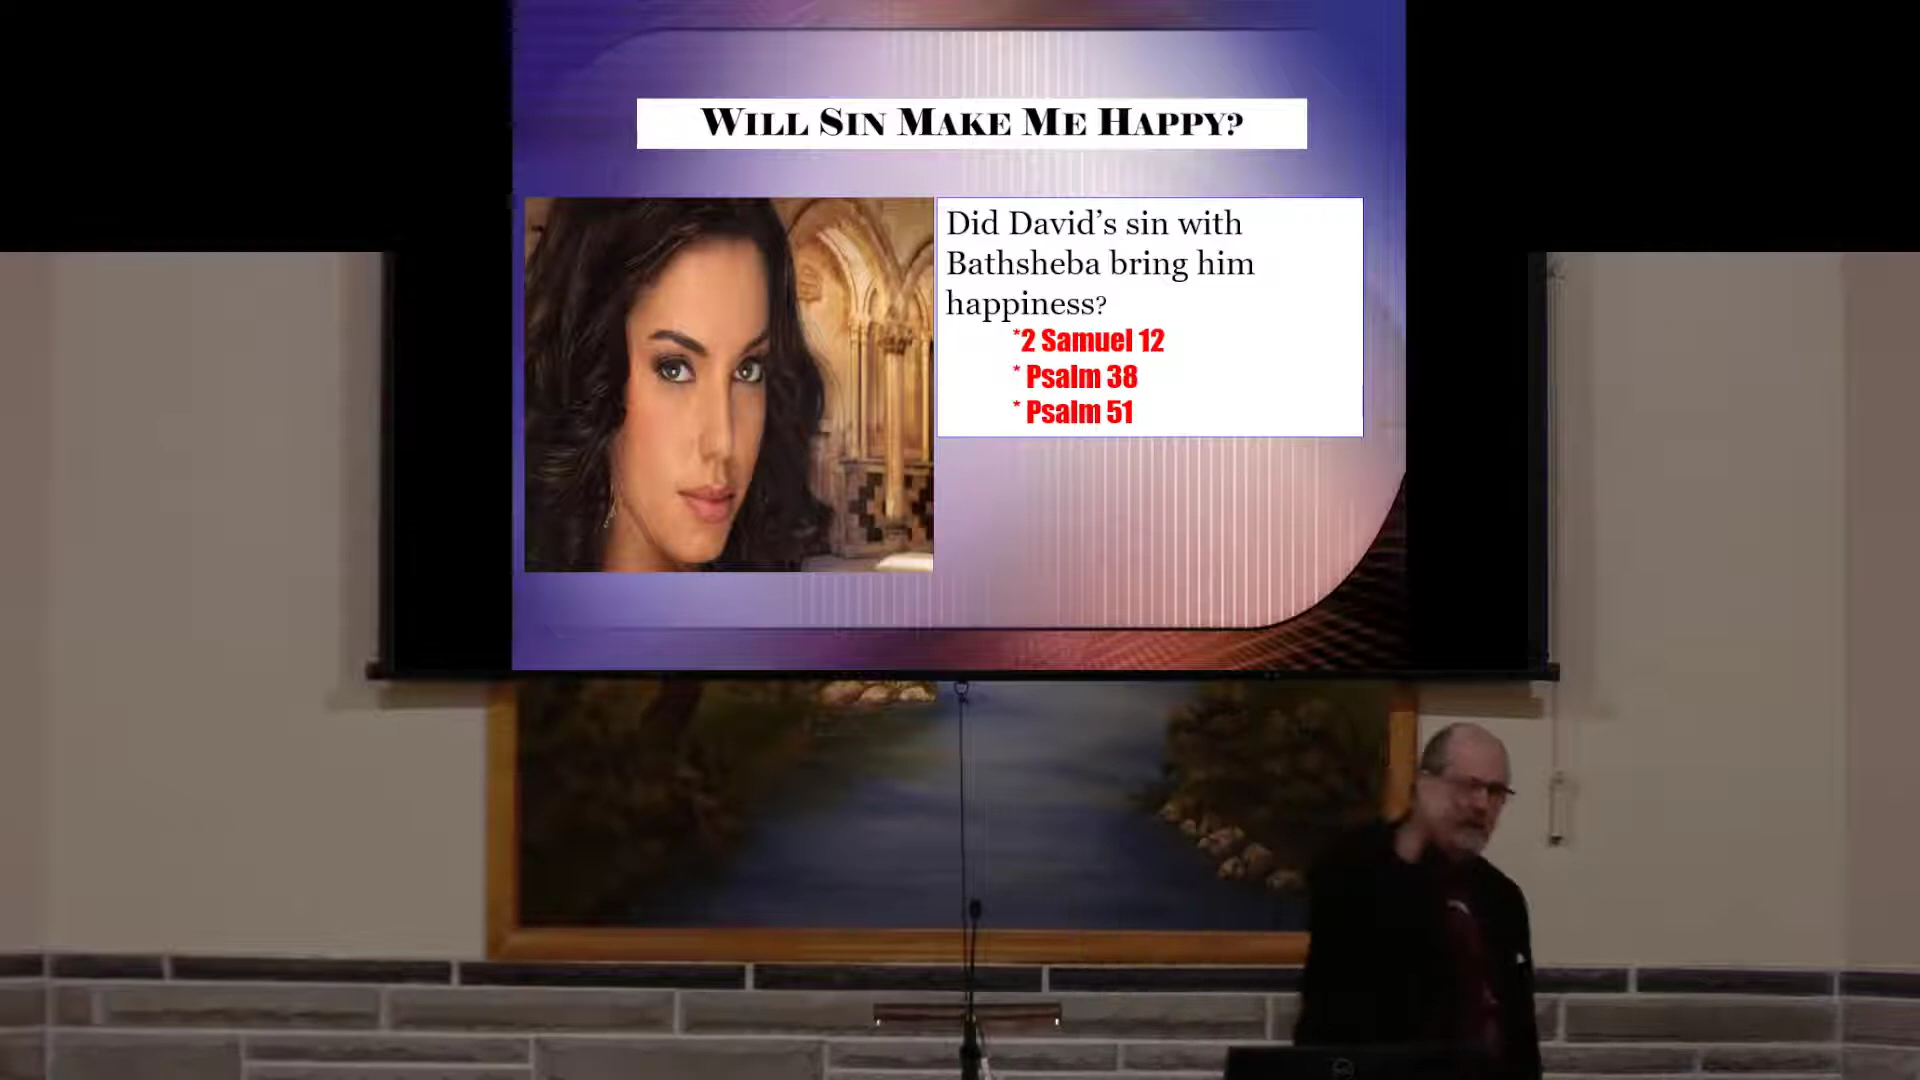 WILL SIN MAKE ME HAPPY?
Did David’s sin with
Bathsheba bring him
happiness?
*2 Samuel 12
* Psalm 38
* Psalm 51